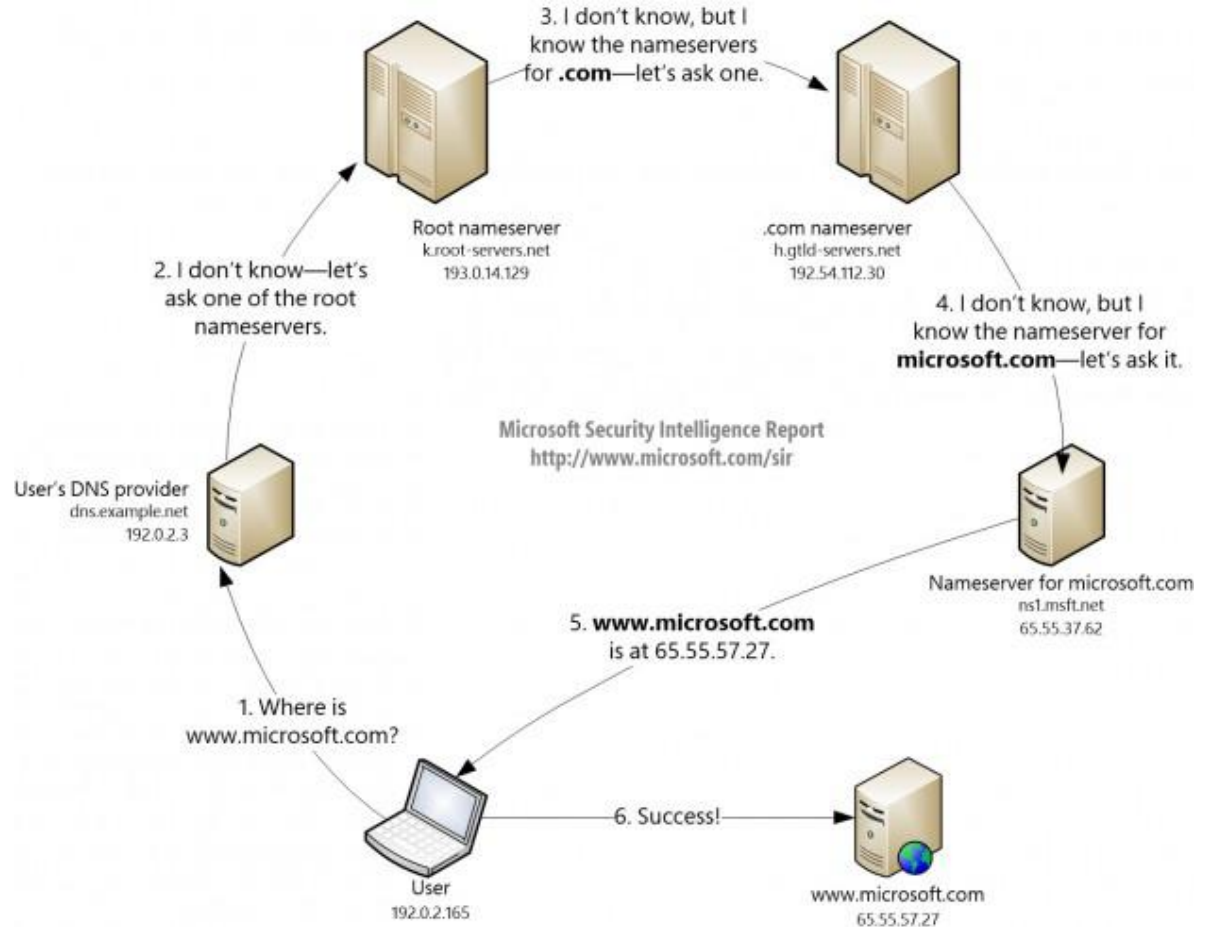 3. I don't know, but I
know the nameservers
for .com—let's ask one.
Root nameserver
k.root-servers.net
193.0.14.129
.com nameserver
h.gtld-servers.net
192.54.112.30
2. I don't know—let's
ask one of the root
nameservers.
4. I don't know, but I
know the nameserver for
microsoft.com—let's ask it.
Microsoft Security Intelligence Report
http://www.microsoft.com/sir
User's DNS provider
dns.example.net
192.0.2.3
Nameserver for microsoft.com
ns1.msft.net
65.55.37.62
5. www.microsoft.com
is at 65.55.57.27.
1. Where is
www.microsoft.com?
6. Success!
User
192.0.2.165
www.microsoft.com
65.55.57.27